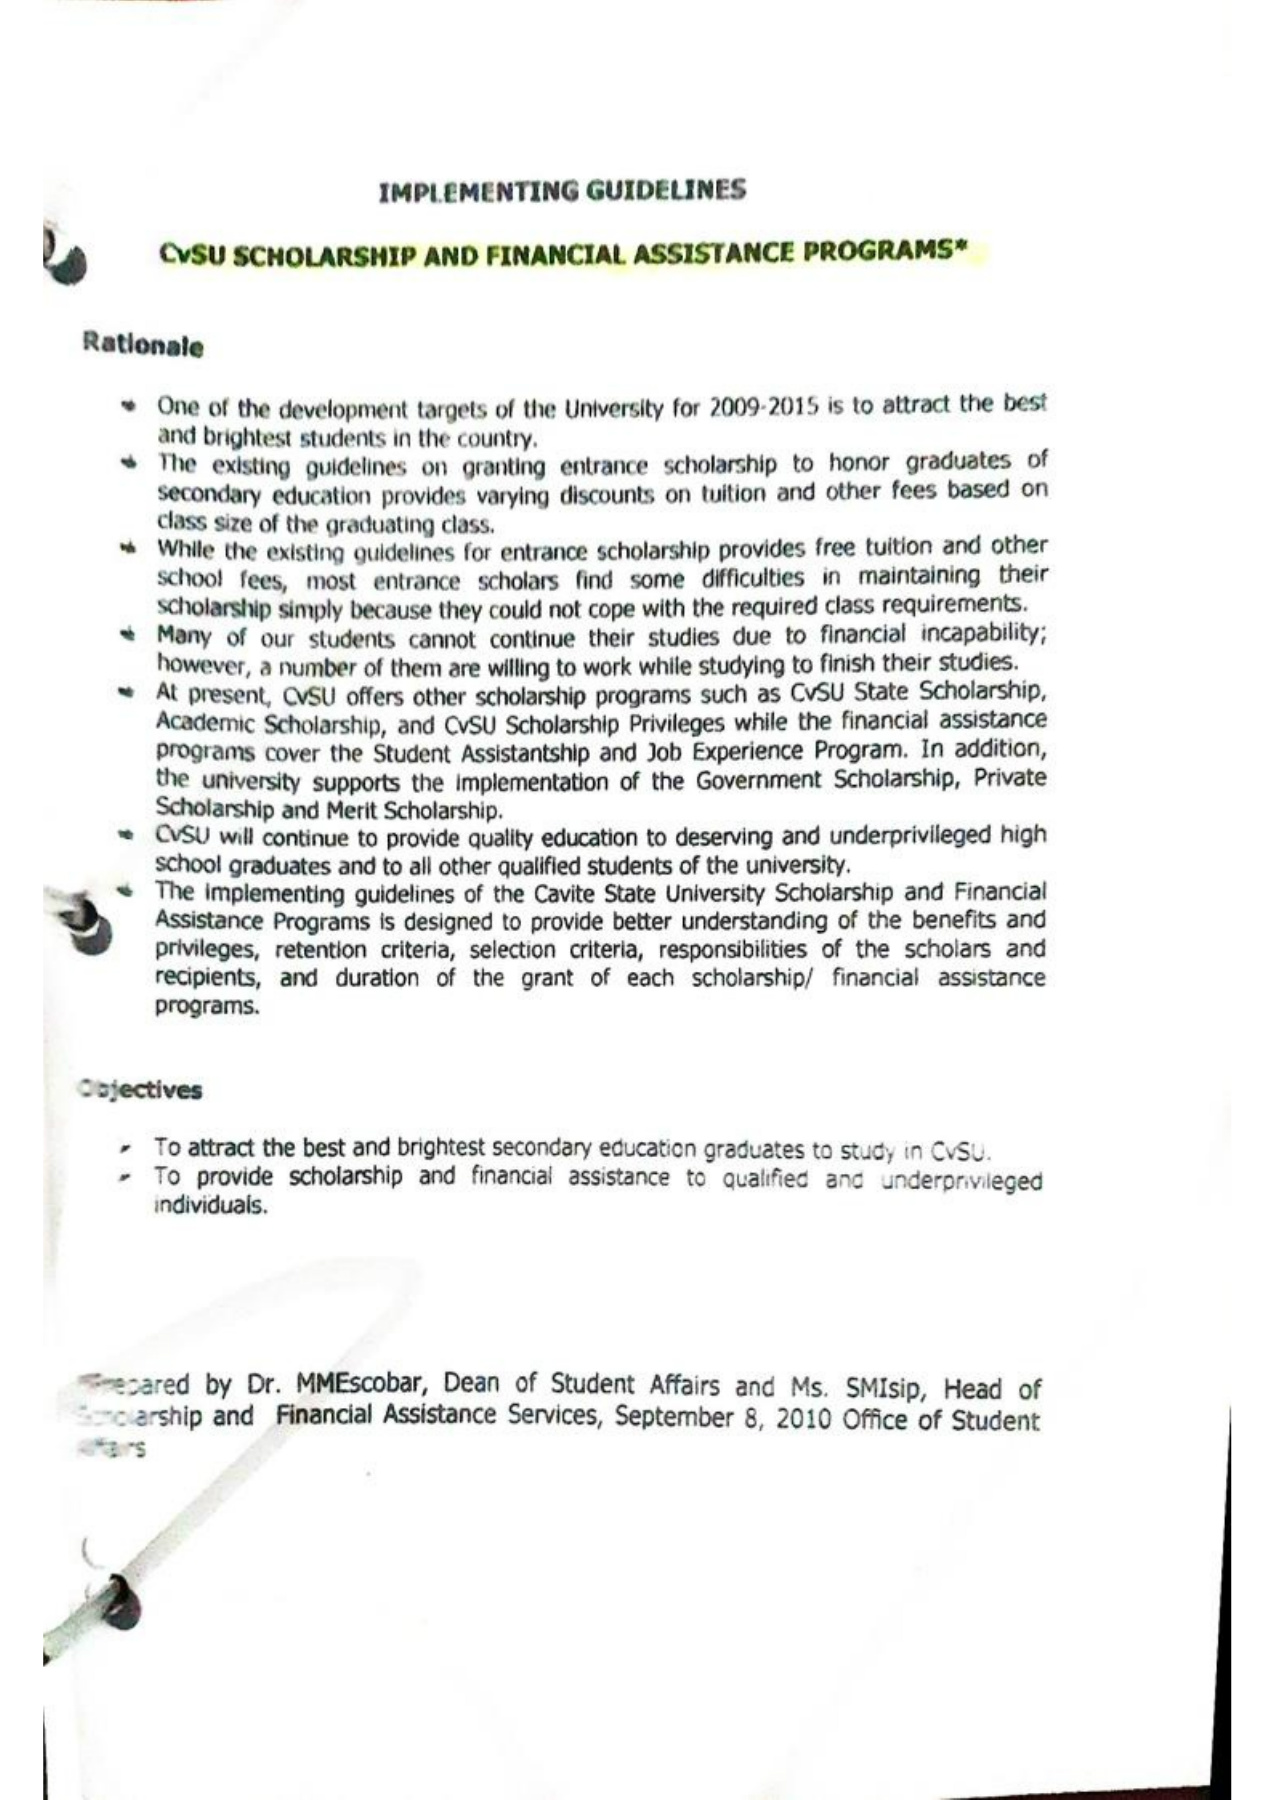 IMPLEMENTING GUIDELINES
CvSU SCHOLARSHIP AND FINANCIAL ASSISTANCE PROGRAMS*
Rationale
One of the development targets of the University for 2009-2015 is to attract the best
and brightest students in the country.
The existing guidelines on granting entrance scholarship to honor graduates of
secondary education provides varying discounts on tuition and other fees based on
class size of the graduating class.
While the existing guidelines for entrance scholarship provides free tuition and other
school fees, most entrance scholars find some difficulties in maintaining their
scholarship simply because they could not cope with the required class requirements.
Many of our students cannot continue their studies due to financial incapability;
however, a number of them are willing to work while studying to finish their studies.
At present, CvSU offers other scholarship programs such as CvSU State Scholarship,
Academic Scholarship, and CvSU Scholarship Privileges while the financial assistance
programs cover the Student Assistantship and Job Experience Program. In addition,
the university supports the implementation of the Government Scholarship, Private
Scholarship and Merit Scholarship.
CvSU will continue to provide quality education to deserving and underprivileged high
school graduates and to all other qualified students of the university.
The implementing guidelines of the Cavite State University Scholarship and Financial
Assistance Programs is designed to provide better understanding of the benefits and
privileges, retention criteria, selection criteria, responsibilities of the scholars and
recipients, and duration of the grant of each scholarship/ financial assistance
programs.
Objectives
To attract the best and brightest secondary education graduates to study in CvSU.
To provide scholarship and financial assistance to qualified and underprivileged
individuals.
Prepared by Dr. MMEscobar, Dean of Student Affairs and Ms. SMIsip, Head of
Scholarship and Financial Assistance Services, September 8, 2010 Office of Student
Affairs